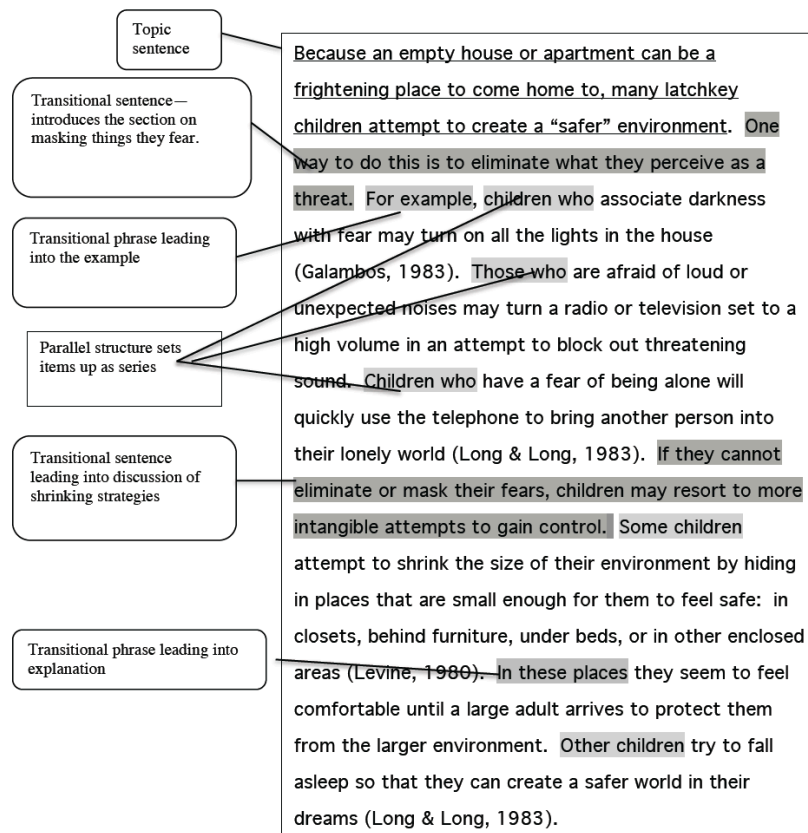 Topic
sentence
Transitional sentence—
introduces the section on
masking things they fear.
Transitional phrase leading
into the example
Parallel structure sets
items up as series
Transitional sentence
leading into discussion of
shrinking strategies
Transitional phrase leading into
explanation
Because an empty house or apartment can be a
frightening place to come home to, many latchkey
children attempt to create a “safer” environment. One
way to do this is to eliminate what they perceive as a
threat. For example, children who associate darkness
with fear may turn on all the lights in the house
(Galambos, 1983). Those who are afraid of loud or
unexpected noises may turn a radio or television set to a
high volume in an attempt to block out threatening
sound. Children who have a fear of being alone will
quickly use the telephone to bring another person into
their lonely world (Long & Long, 1983). If they cannot
eliminate or mask their fears, children may resort to more
intangible attempts to gain control. Some children
attempt to shrink the size of their environment by hiding
in places that are small enough for them to feel safe: in
closets, behind furniture, under beds, or in other enclosed
areas (Levine, 1980). In these places they seem to feel
comfortable until a large adult arrives to protect them
from the larger environment. Other children try to fall
asleep so that they can create a safer world in their
dreams (Long & Long, 1983).